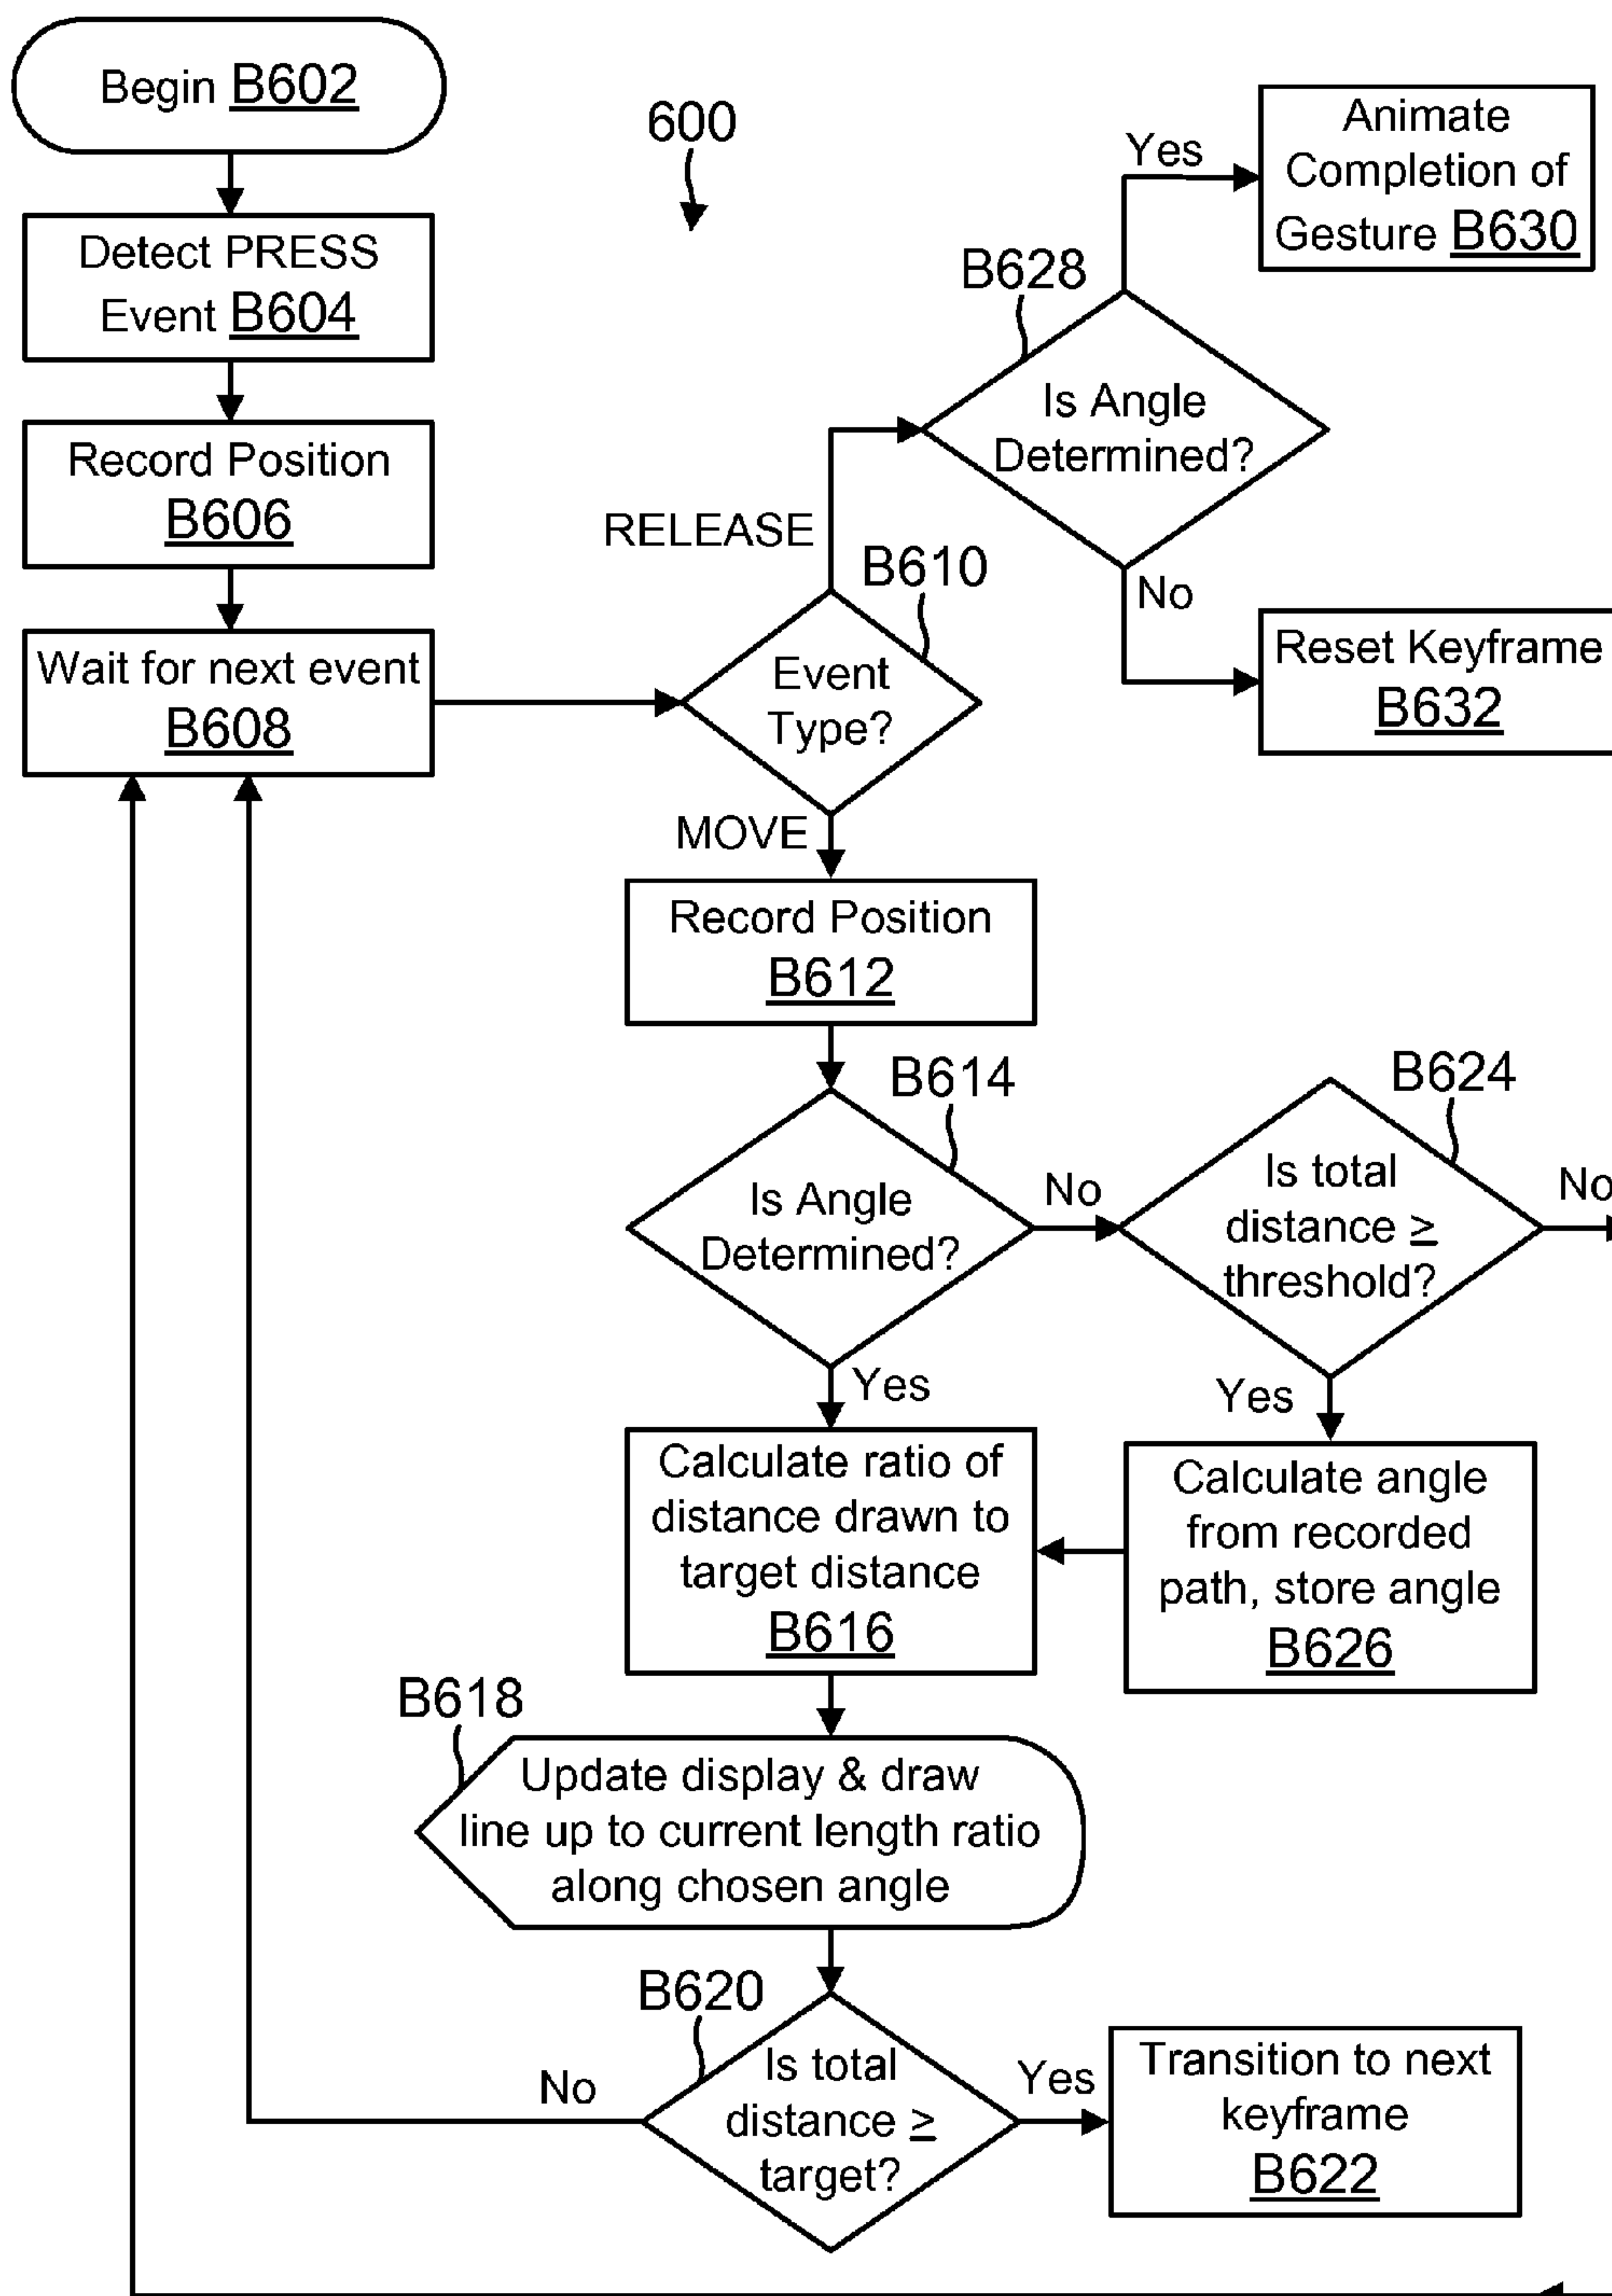 Begin B602
600
Detect PRESS
Event B604
Record Position
B606
Wait for next event
B608
RELEASE
B610
Event
Type?
MOVE
B628
Is Angle
Determined?
Yes
Animate
Completion of
Gesture B630
No
Reset Keyframe
B632
Record Position
B612
B614
Is Angle
Determined?
No
B624
Is total
distance ≥
threshold?
No
Yes
Yes
Calculate ratio of
distance drawn to
target distance
B616
Calculate angle
from recorded
path, store angle
B626
B618
Update display & draw
line up to current length ratio
along chosen angle
B620
Is total
distance ≥
target?
No
Yes
Transition to next
keyframe
B622